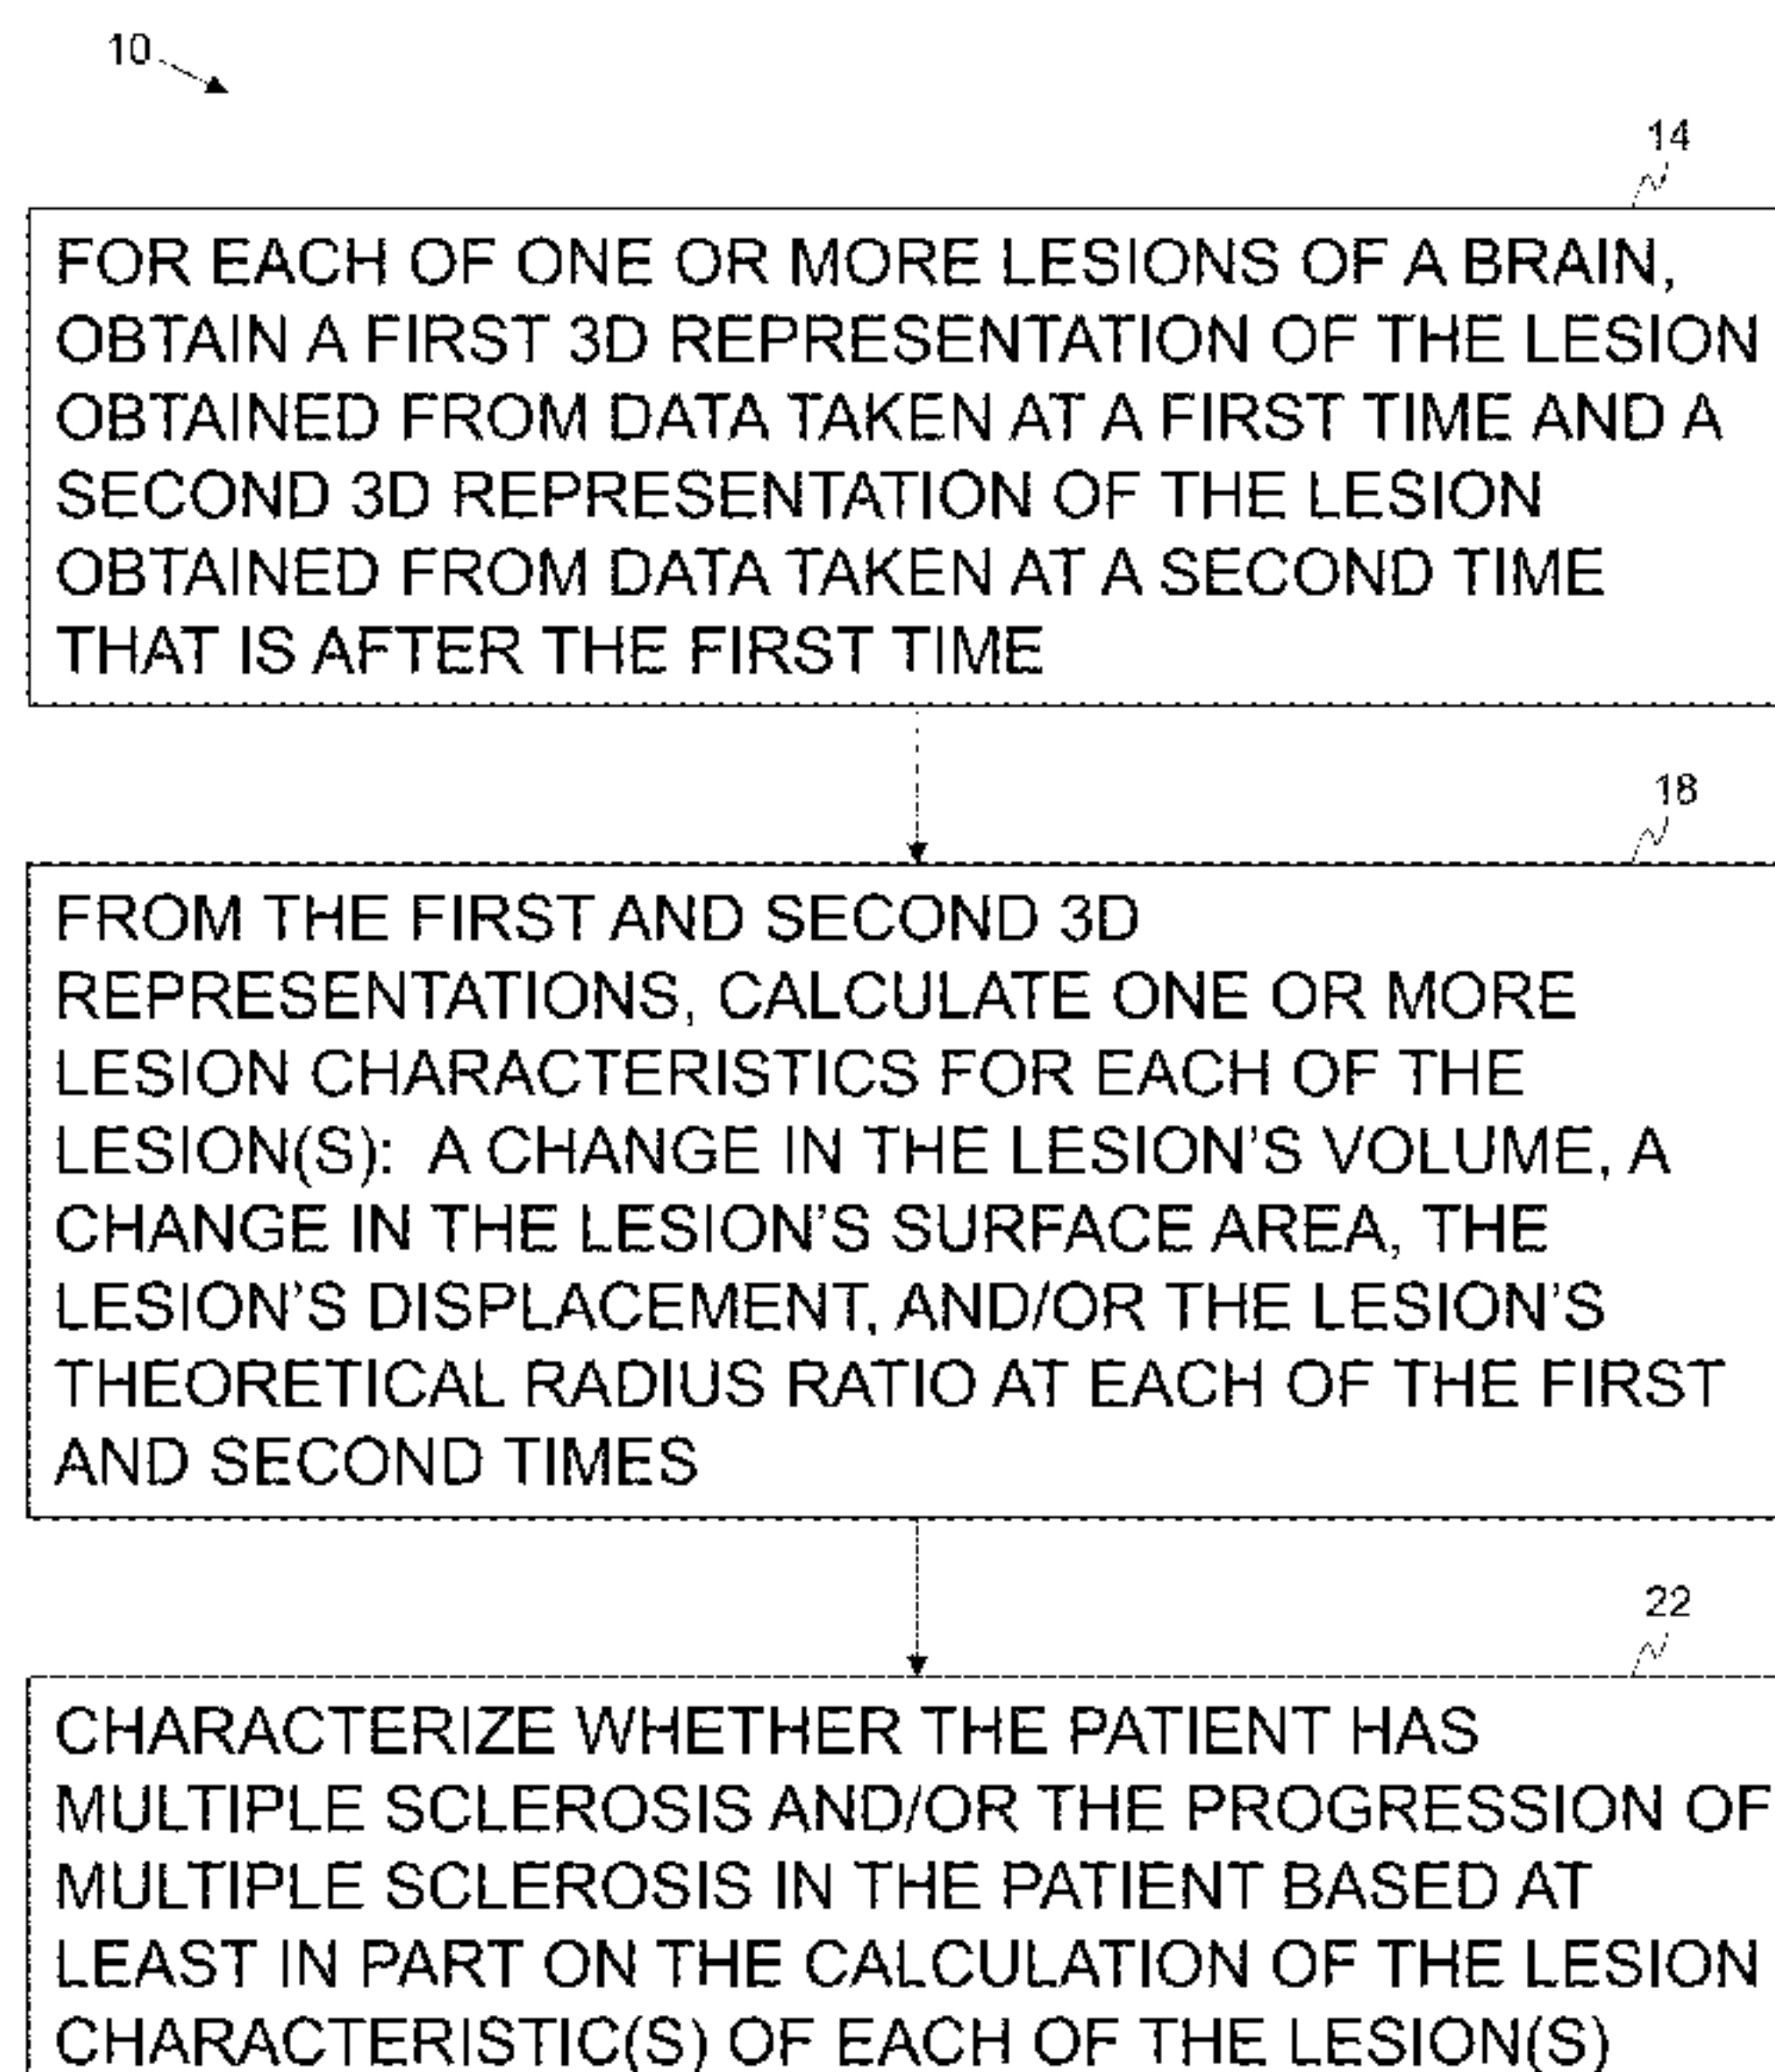 10
14
FOR EACH OF ONE OR MORE LESIONS OF A BRAIN,
OBTAIN A FIRST 3D REPRESENTATION OF THE LESION
OBTAINED FROM DATA TAKEN AT A FIRST TIME AND A
SECOND 3D REPRESENTATION OF THE LESION
OBTAINED FROM DATA TAKEN AT A SECOND TIME
THAT IS AFTER THE FIRST TIME
18
FROM THE FIRST AND SECOND 3D
REPRESENTATIONS, CALCULATE ONE OR MORE
LESION CHARACTERISTICS FOR EACH OF THE
LESION(S): A CHANGE IN THE LESION'S VOLUME, A
CHANGE IN THE LESION'S SURFACE AREA, THE
LESION'S DISPLACEMENT, AND/OR THE LESION'S
THEORETICAL RADIUS RATIO AT EACH OF THE FIRST
AND SECOND TIMES
22
CHARACTERIZE WHETHER THE PATIENT HAS
MULTIPLE SCLEROSIS AND/OR THE PROGRESSION OF
MULTIPLE SCLEROSIS IN THE PATIENT BASED AT
LEAST IN PART ON THE CALCULATION OF THE LESION
CHARACTERISTIC(S) OF EACH OF THE LESION(S)